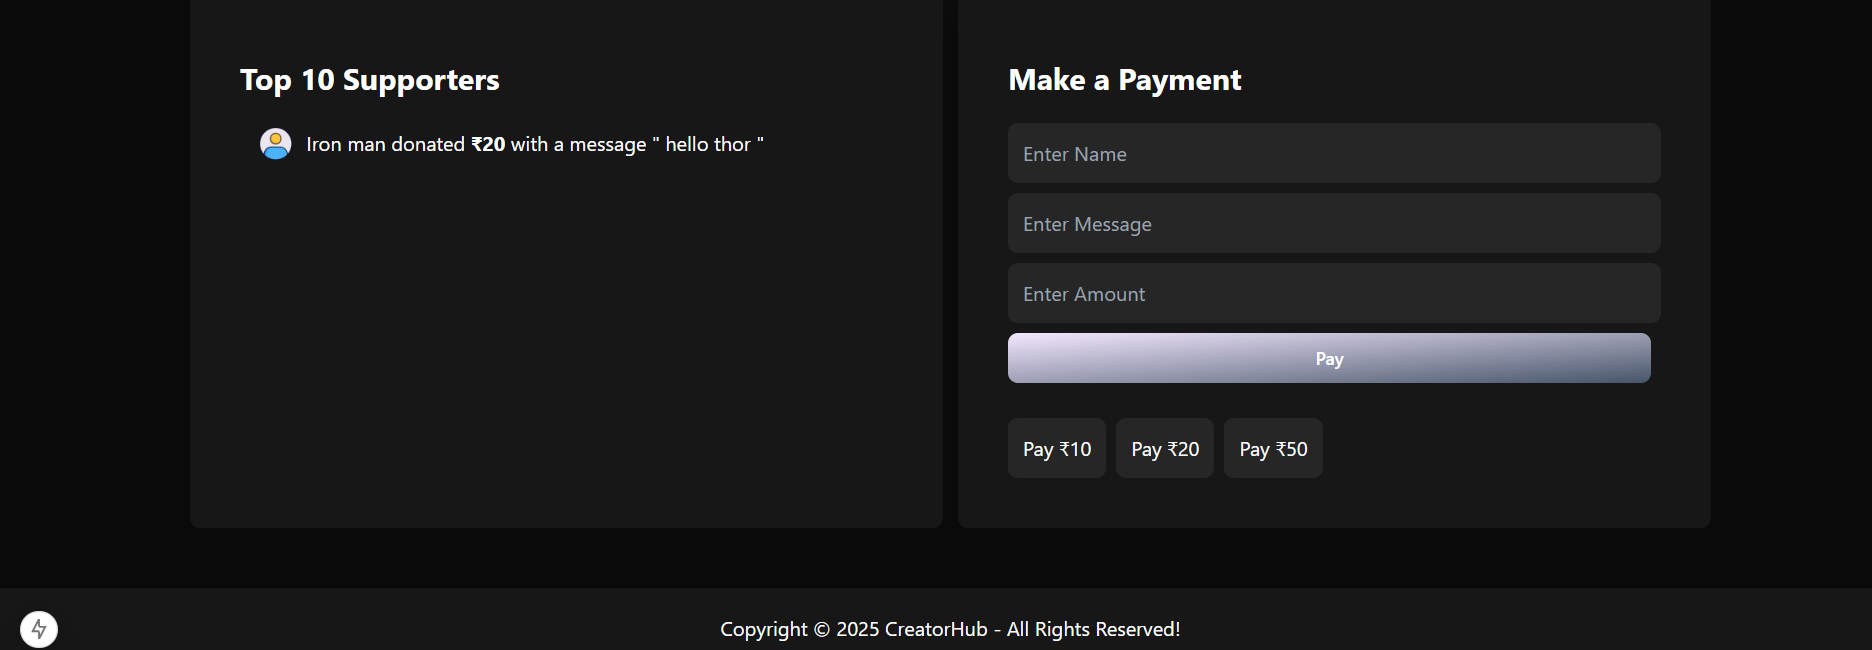 Top 10 Supporters
Iron man donated ₹20 with a message " hello thor "
Make a Payment
Enter Name
Enter Message
Enter Amount
Pay
Pay ₹10 Pay ₹20 Pay ₹50
Copyright © 2025 CreatorHub - All Rights Reserved!